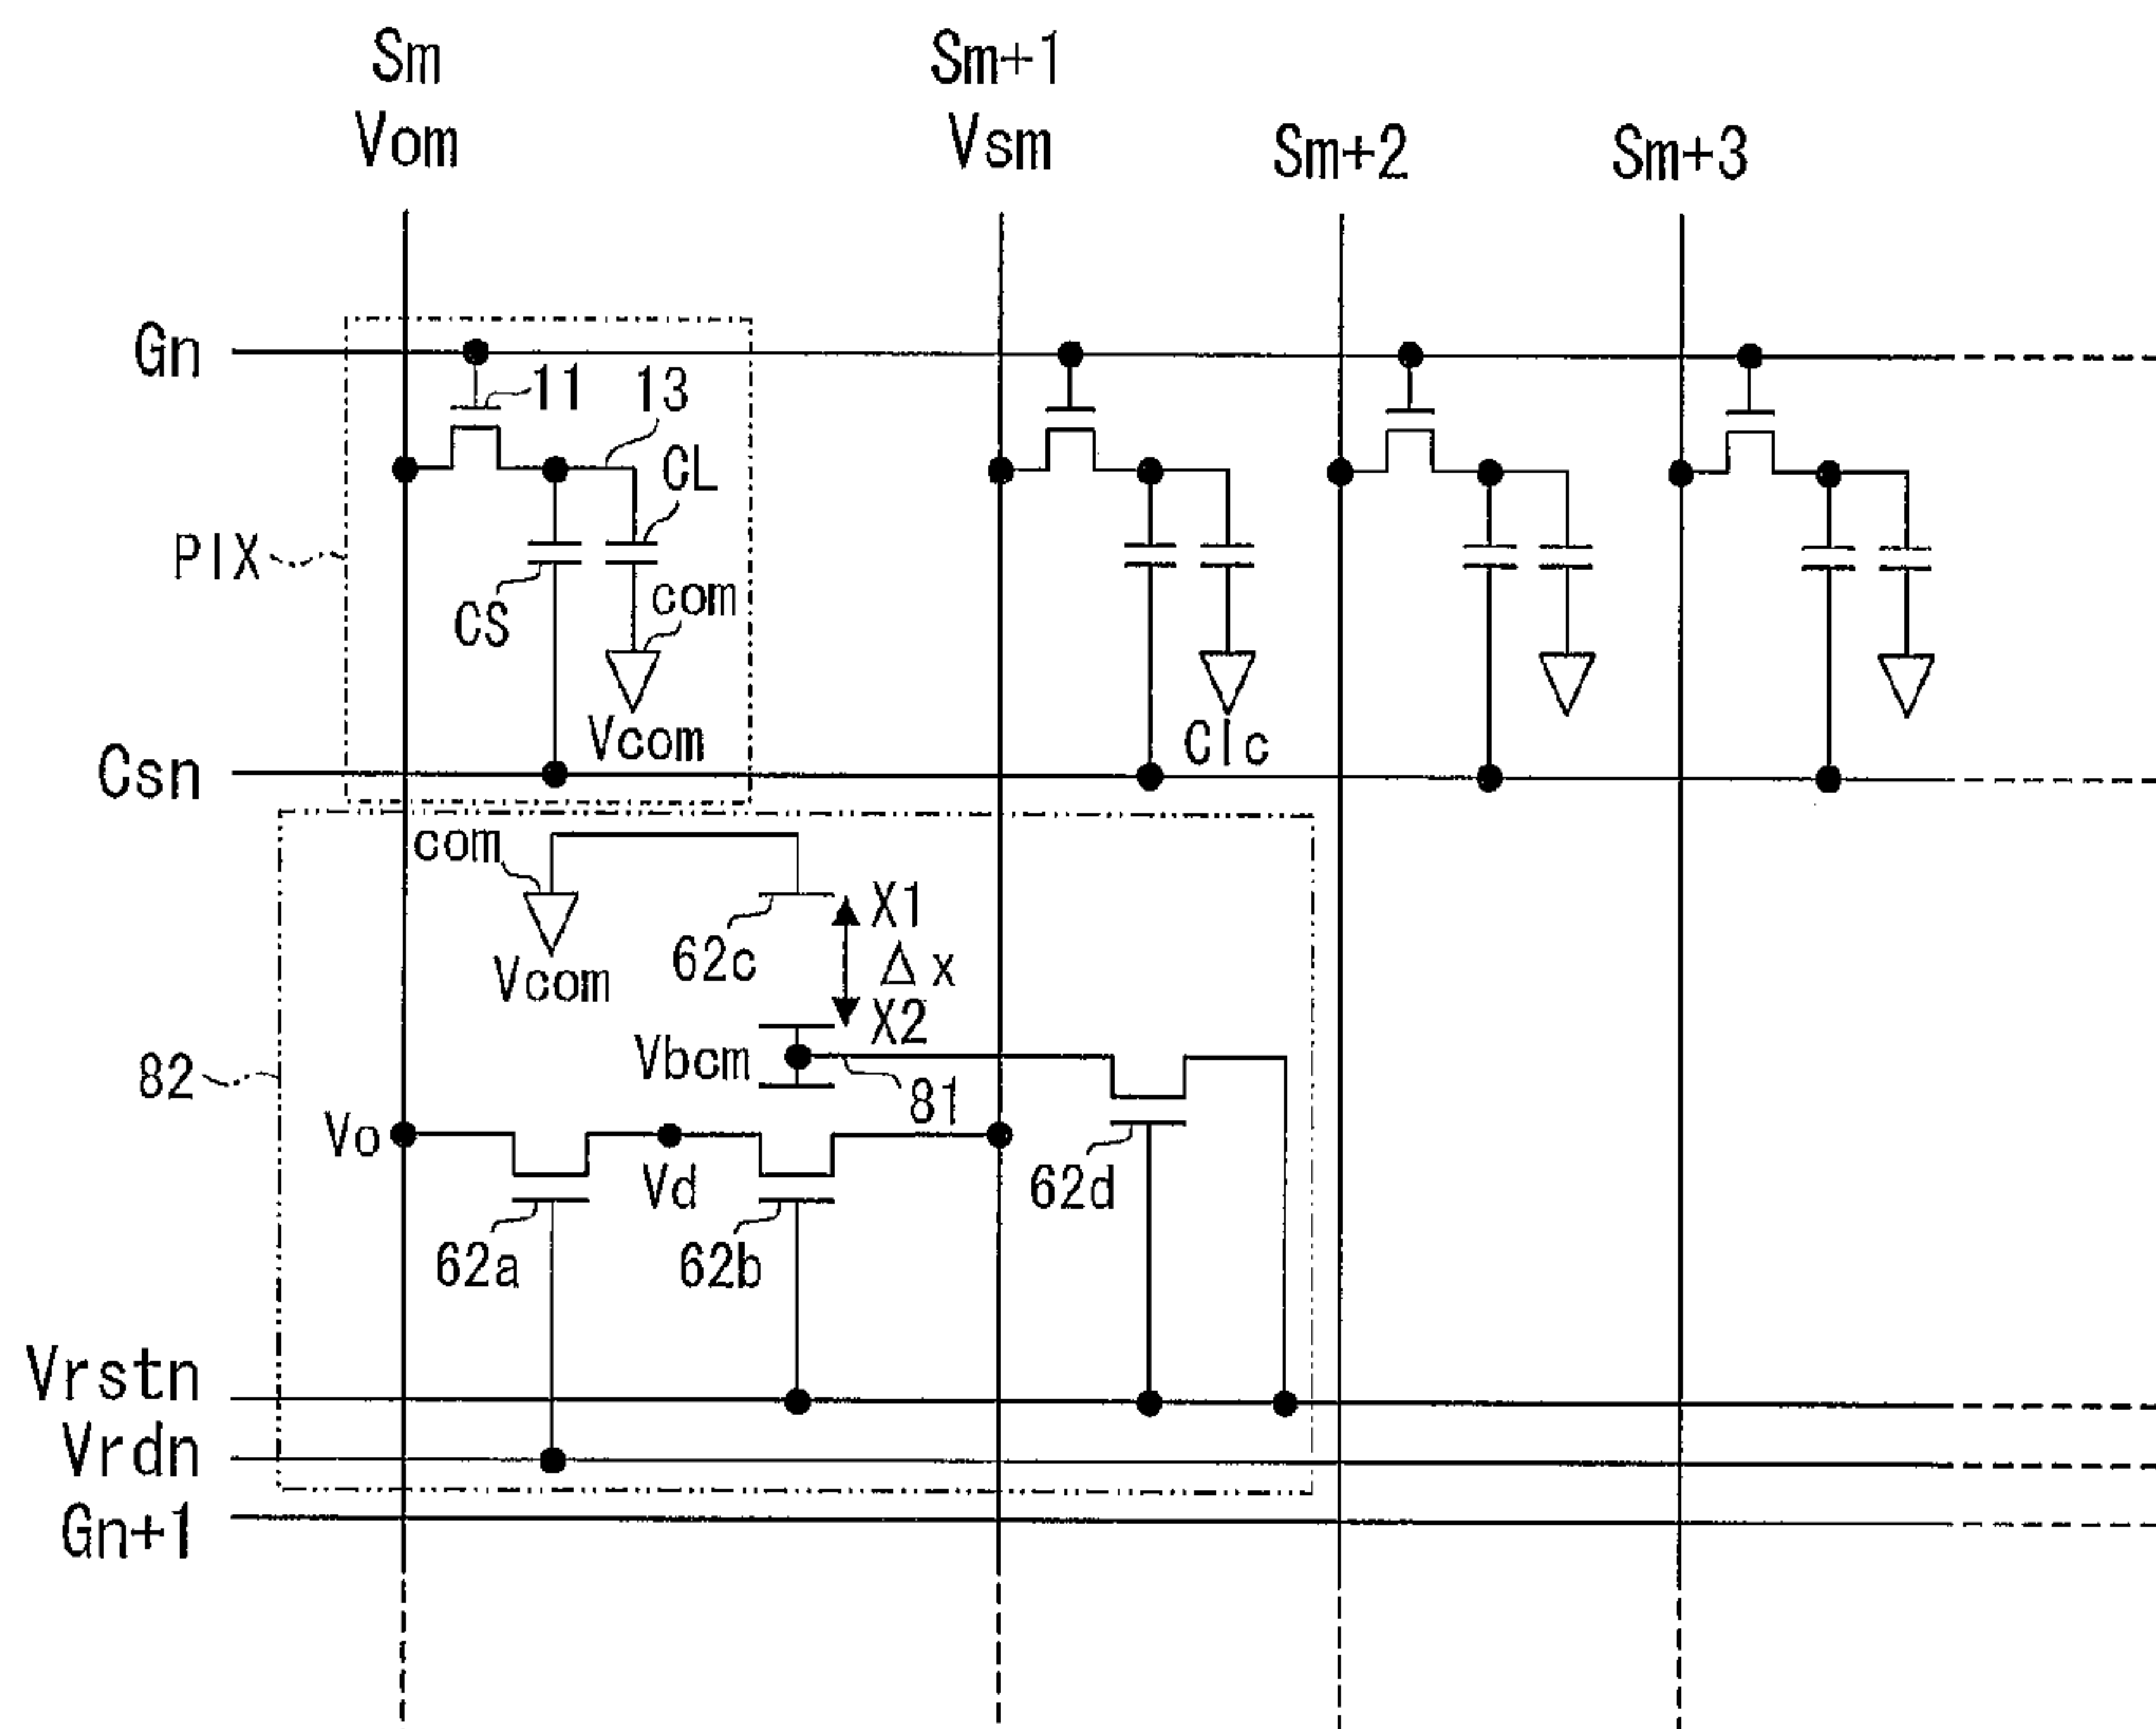 Sm
Vom
Sm+1
Vsm
Sm+2
Sm+3
Gn
11
13
CL
PIX
CS
com
Vcom
Clc
Csn
com
Vcom
62c
X1
Δx
X2
Vbcm
81
82
Vo
Vd
62a
62b
62d
Vrstn
Vrdn
Gn+1